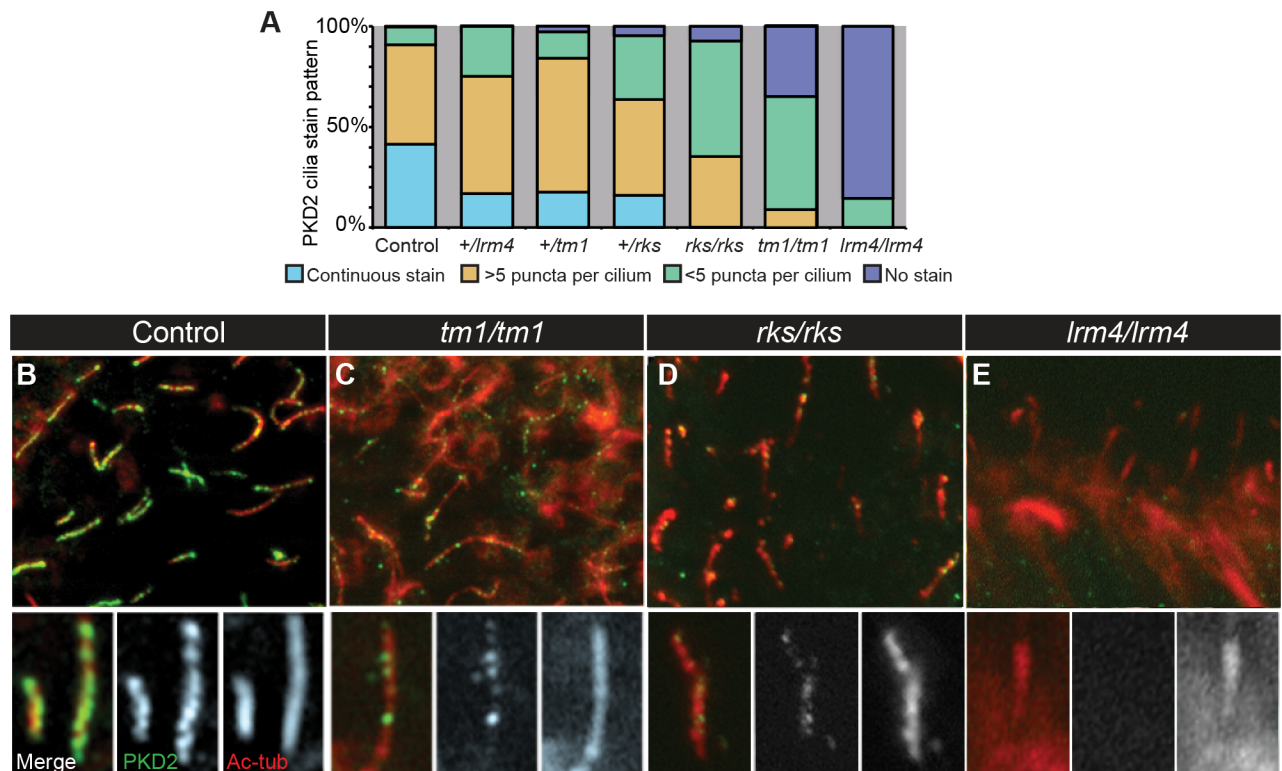 A
100%
50%
0%
PKD2 cilia stain pattern
Control +/lrm4 +/tm1 +/rks rks/rks tm1/tm1 lrm4/lrm4
Continuous stain >5 puncta per cilium <5 puncta per cilium No stain
Control tm1/tm1 rks/rks lrm4/lrm4
B C D E
Merge PKD2 Ac-tub